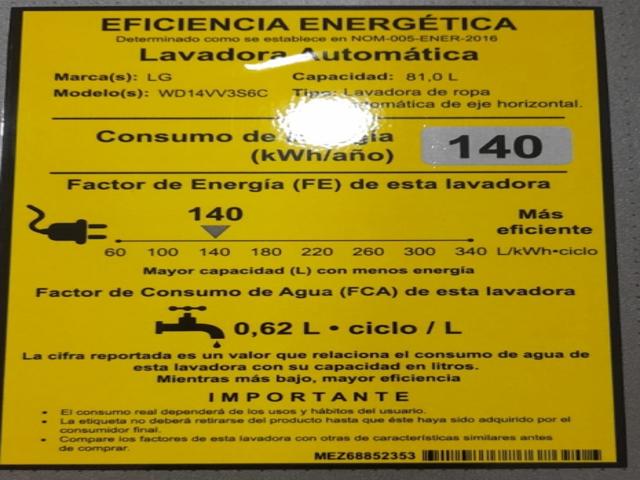 EFICIENCIA ENERGÉTICA
Determinado como se establece en NOM-005-ENER-2016
Lavadora Automática
Marca(s): LG Capacidad: 81,0 L
Modelo(s): WD14VV3S6C Tipo: Lavadora de ropa
automática de eje horizontal.
Consumo de
(kWh/año) 140
Factor de Energía (FE) de esta lavadora
140
Más
eficiente
60 100 140 180 220 260 300 340 L/kWh•ciclo
Mayor capacidad (L) con menos energía
Factor de Consumo de Agua (FCA) de esta lavadora
0,62 L • ciclo / L
La cifra reportada es un valor que relaciona el consumo de agua de
esta lavadora con su capacidad en litros.
Mientras más bajo, mayor eficiencia
IMPORTANTE
• El consumo real dependerá de los usos y hábitos del usuario.
• La etiqueta no deberá retirarse del producto hasta que éste haya sido adquirido por el
consumidor final.
• Compare los factores de esta lavadora con otras de características similares antes
de comprar.
MEZ68852353